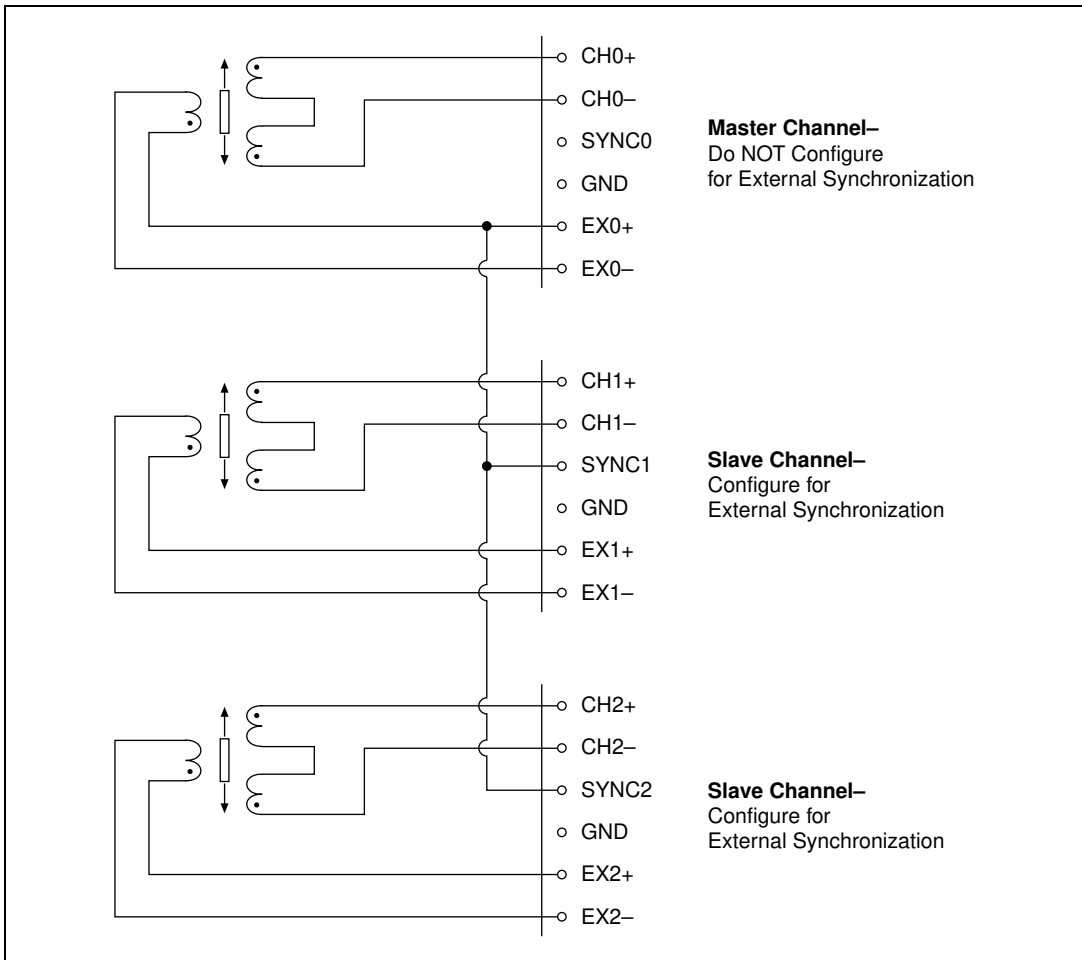 CH0+
CH0–
SYNC0
GND
EX0+
EX0–
Master Channel–
Do NOT Configure
for External Synchronization
CH1+
CH1–
SYNC1
GND
EX1+
EX1–
Slave Channel–
Configure for
External Synchronization
CH2+
CH2–
SYNC2
GND
EX2+
EX2–
Slave Channel–
Configure for
External Synchronization